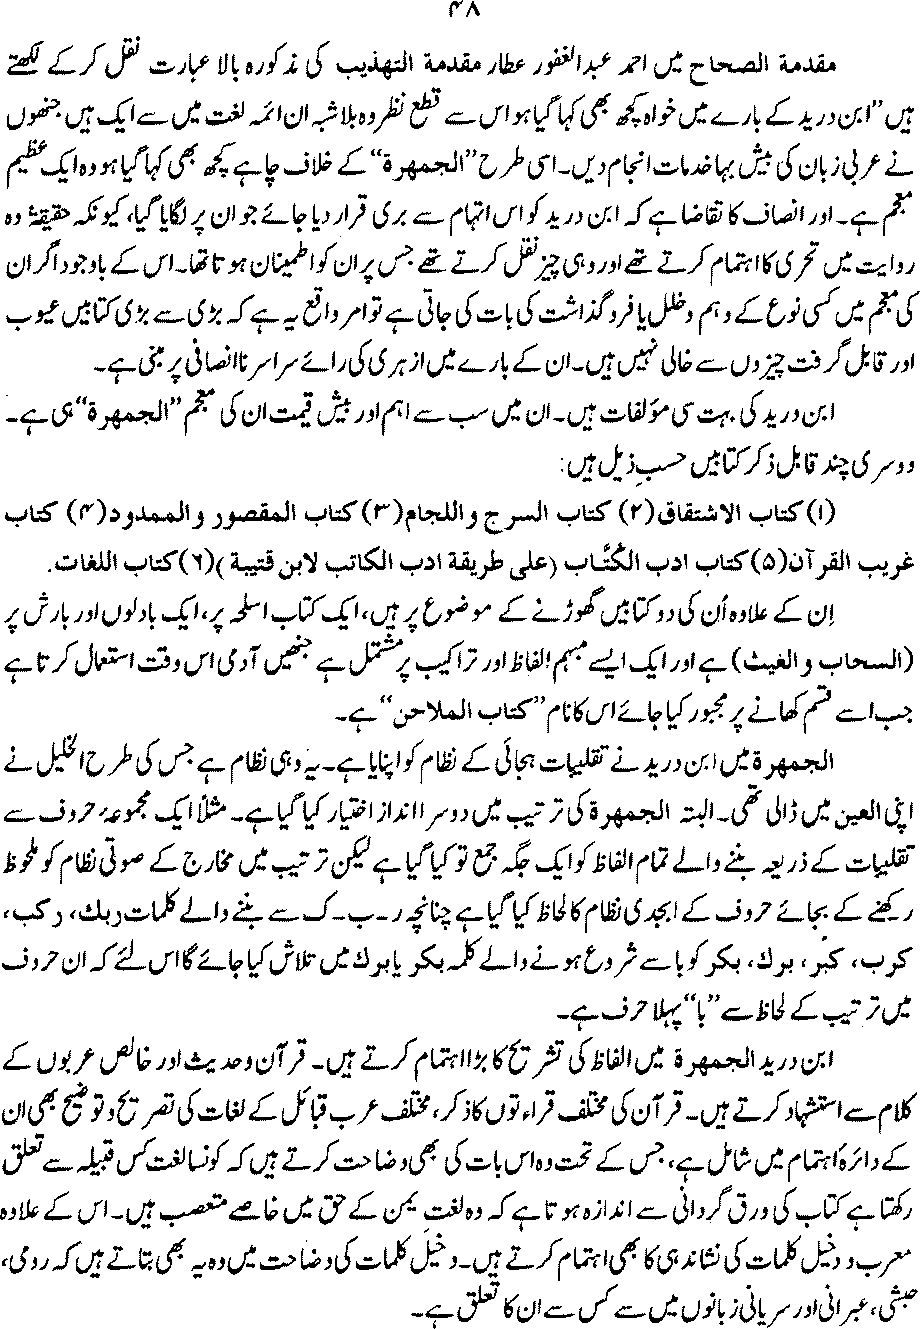 ۴۸
مقدمة الصحاح میں احمد عبدالغفور عطار مقدمة التهذيب کی مذکورہ بالا عبارت نقل کر کے لکھتے
ہیں ”ابن درید کے بارے میں خواہ کچھ بھی کہا گیا ہو اس سے قطع نظر وہ بلاشبہ ان ائمہ لغت میں سے ایک ہیں جنھوں
نے عربی زبان کی بیش بہا خدمات انجام دیں۔ اسی طرح ”الجمهرة“ کے خلاف چاہے کچھ بھی کہا گیا ہو وہ ایک عظیم
معجم ہے۔ اور انصاف کا تقاضا ہے کہ ابن درید کو اس اتہام سے بری قرار دیا جائے جو ان پر لگایا گیا، کیونکہ حقیقۃً وہ
روایت میں تحری کا اہتمام کرتے تھے اور وہی چیز نقل کرتے تھے جس پر ان کو اطمینان ہوتا تھا۔ اس کے باوجود اگر ان
کی معجم میں کسی نوع کے وہم و خلل یا فروگذاشت کی بات کی جاتی ہے تو امر واقع یہ ہے کہ بڑی سے بڑی کتابیں عیوب
اور قابل گرفت چیزوں سے خالی نہیں ہیں۔ ان کے بارے میں ازہری کی رائے سراسر ناانصافی پر مبنی ہے۔
ابن درید کی بہت سی مؤلفات ہیں۔ ان میں سب سے اہم اور بیش قیمت ان کی معجم ”الجمهرة“ ہی ہے۔
دوسری چند قابل ذکر کتابیں حسبِ ذیل ہیں:
(۱) کتاب الاشتقاق (۲) کتاب السرج واللجام (۳) کتاب المقصور والممدود (۴) کتاب
غريب القرآن (۵) کتاب ادب الكُتَّاب (على طريقة ادب الكاتب لابن قتيبة) (۶) کتاب اللغات۔
اِن کے علاوہ اُن کی دو کتابیں گھوڑے کے موضوع پر ہیں، ایک کتاب اسلحہ پر، ایک بادلوں اور بارش پر
(السحاب والغيث) ہے اور ایک ایسے مبہم الفاظ اور تراکیب پر مشتمل ہے جنھیں آدمی اس وقت استعمال کرتا ہے
جب اسے قسم کھانے پر مجبور کیا جائے اس کا نام ”کتاب الملاحن“ ہے۔
الجمهرة میں ابن درید نے تقلیبات ہجائی کے نظام کو اپنایا ہے۔ یہ وہی نظام ہے جس کی طرح الخلیل نے
اپنی العین میں ڈالی تھی۔ البتہ الجمهرة کی ترتیب میں دوسرا انداز اختیار کیا گیا ہے۔ مثلاً ایک مجموعۂ حروف سے
تقلیبات کے ذریعہ بننے والے تمام الفاظ کو ایک جگہ جمع تو کیا گیا ہے لیکن ترتیب میں مخارج کے صوتی نظام کو ملحوظ
رکھنے کے بجائے حروف کے ابجدی نظام کا لحاظ کیا گیا ہے چنانچہ ر۔ب۔ک سے بننے والے کلمات ربك، ركب،
كرب، كبر، برك، بكر کو با سے شروع ہونے والے کلمہ بكر یا برك میں تلاش کیا جائے گا اس لئے کہ ان حروف
میں ترتیب کے لحاظ سے ”با“ پہلا حرف ہے۔
ابن درید الجمهرة میں الفاظ کی تشریح کا بڑا اہتمام کرتے ہیں۔ قرآن و حدیث اور خالص عربوں کے
کلام سے استشہاد کرتے ہیں۔ قرآن کی مختلف قراءتوں کا ذکر، مختلف عرب قبائل کے لغات کی تصریح و توضیح بھی ان
کے دائرۂ اہتمام میں شامل ہے، جس کے تحت وہ اس بات کی بھی وضاحت کرتے ہیں کہ کونسا لغت کس قبیلہ سے تعلق
رکھتا ہے کتاب کی ورق گردانی سے اندازہ ہوتا ہے کہ وہ لغتِ یمن کے حق میں خاصے متعصب ہیں۔ اس کے علاوہ
معرب و دخیل کلمات کی نشاندہی کا بھی اہتمام کرتے ہیں۔ دخیل کلمات کی وضاحت میں وہ یہ بھی بتاتے ہیں کہ رومی،
حبشی، عبرانی اور سریانی زبانوں میں سے کس سے ان کا تعلق ہے۔